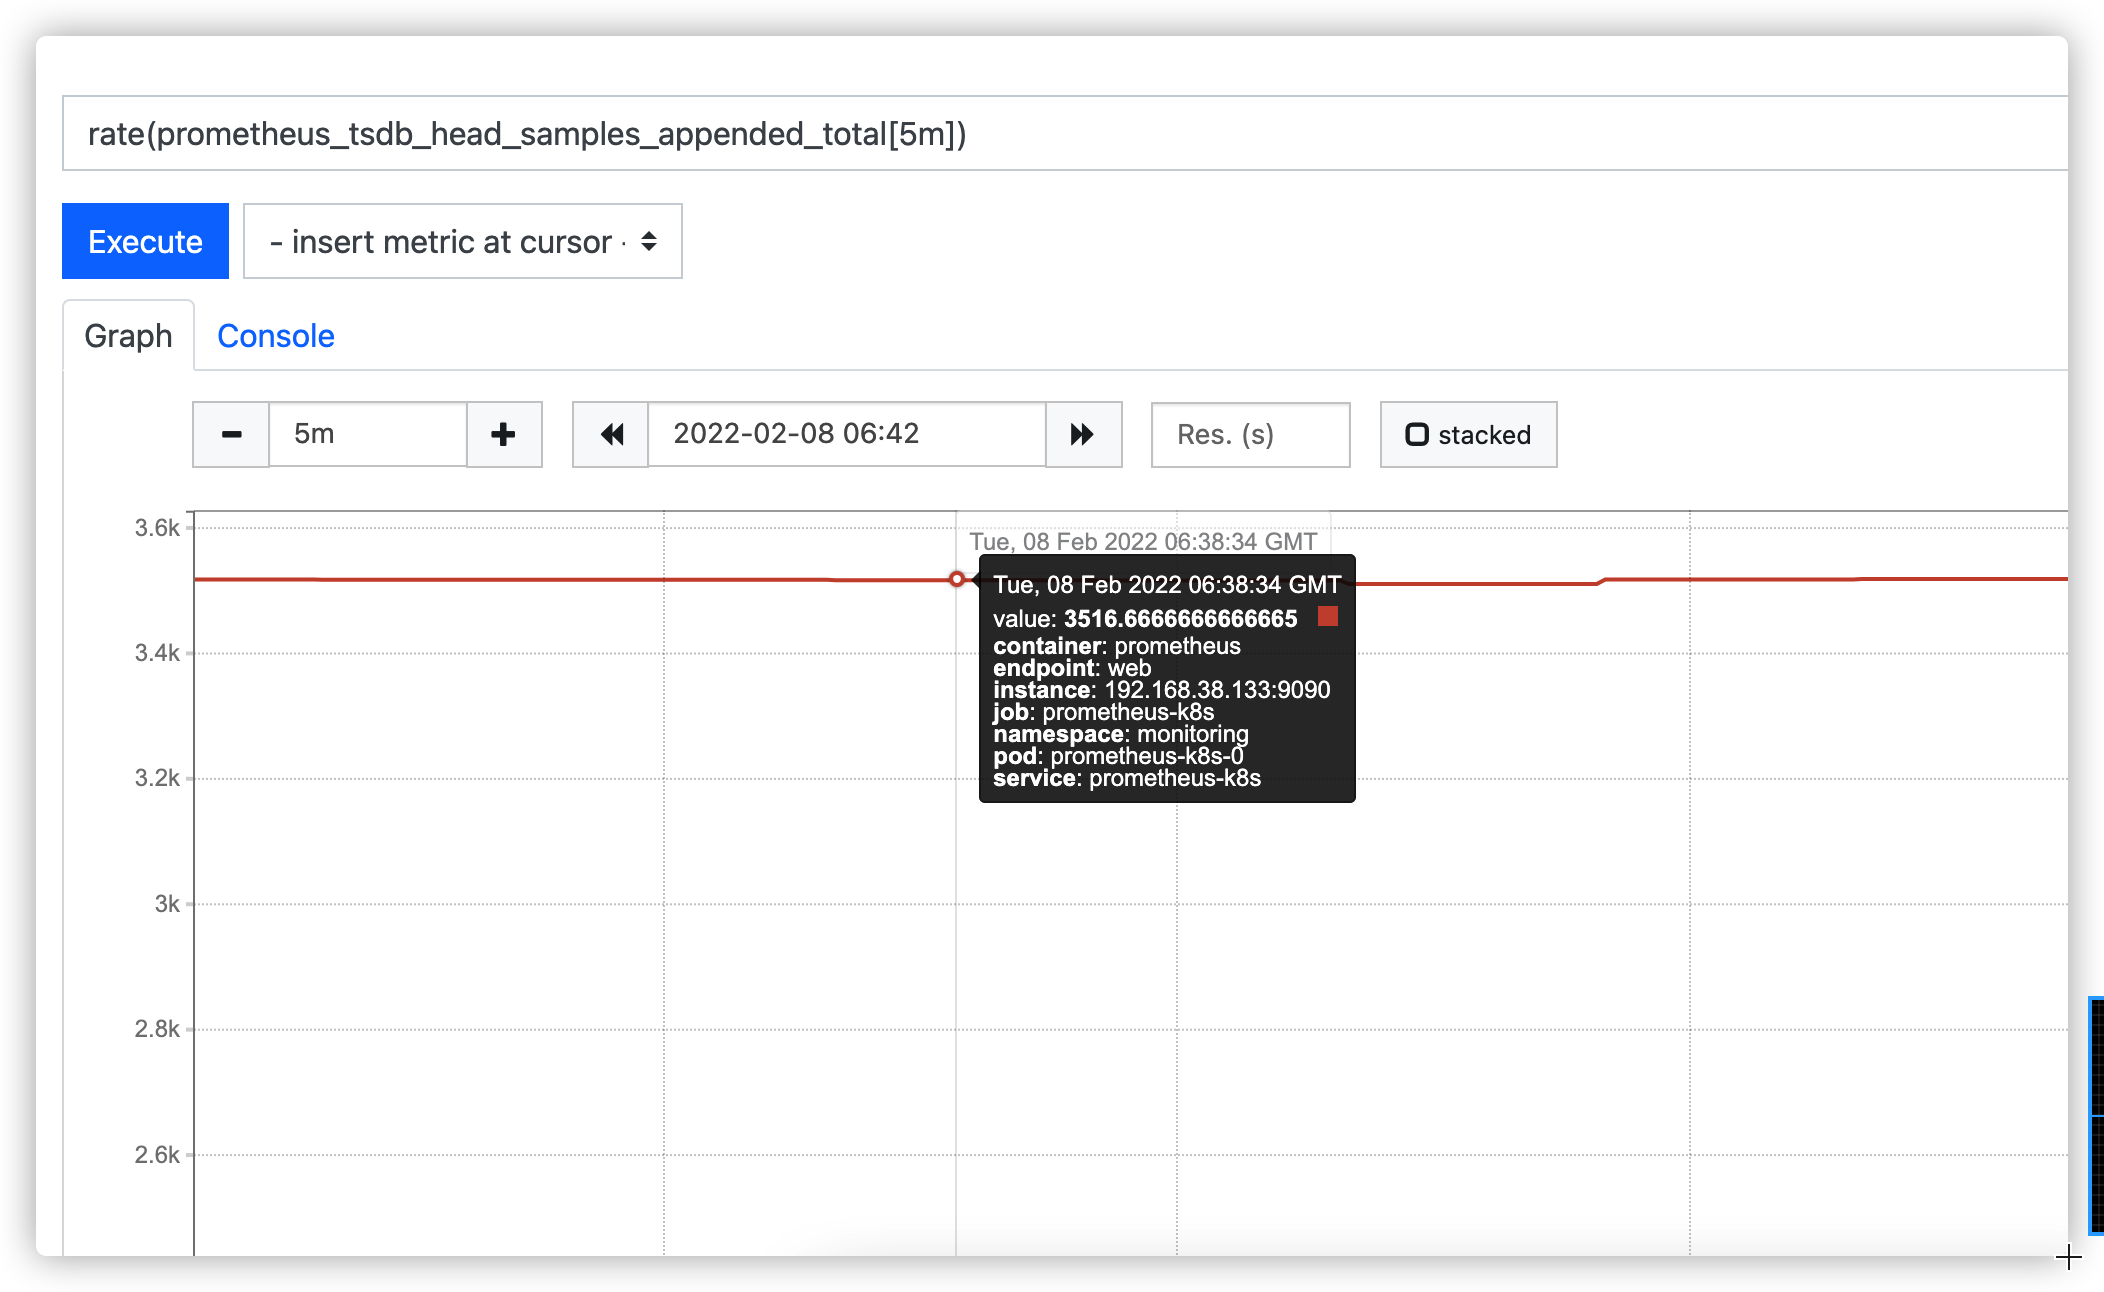 rate(prometheus_tsdb_head_samples_appended_total[5m])
Execute
- insert metric at cursor -
Graph Console
5m 2022-02-08 06:42 Res. (s) stacked
3.6k
Tue, 08 Feb 2022 06:38:34 GMT
Tue, 08 Feb 2022 06:38:34 GMT
value: 3516.6666666666665
container: prometheus
3.4k
endpoint: web
instance: 192.168.38.133:9090
job: prometheus-k8s
namespace: monitoring
pod: prometheus-k8s-0
service: prometheus-k8s
3.2k
3k
2.8k
2.6k